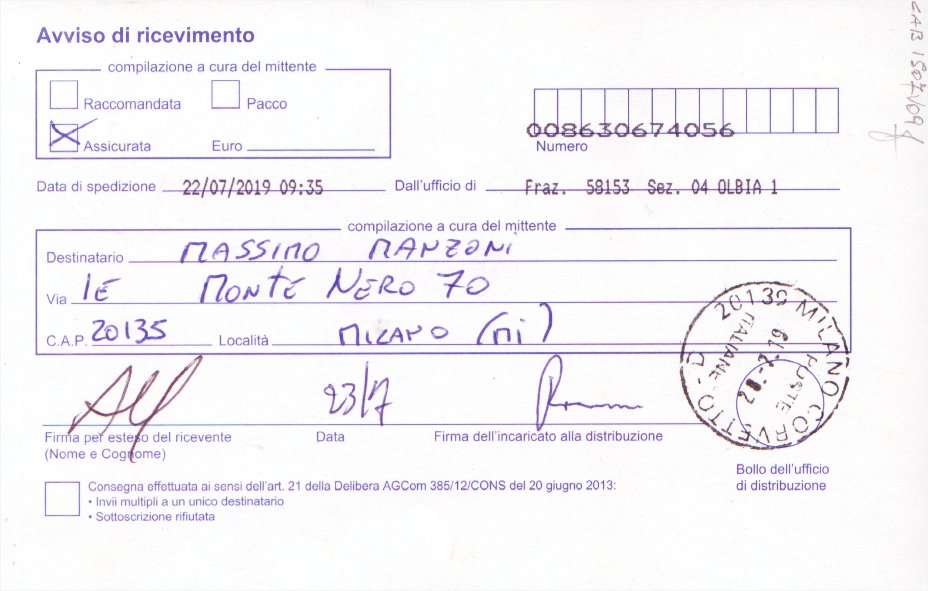 Avviso di ricevimento
compilazione a cura del mittente
Raccomandata Pacco
Assicurata Euro
008630674056
Numero
Data di spedizione 22/07/2019 09:35 Dall'ufficio di Fraz. 58153 Sez. 04 OLBIA 1
compilazione a cura del mittente
Destinatario MASSIMO MANZONI
Via LE MONTE NERO 70
C.A.P. 20135 Località MILANO (MI)
23/7
Firma per esteso del ricevente Data Firma dell'incaricato alla distribuzione
(Nome e Cognome)
20139 MILANO CORVETTO - D
POSTE ITALIANE
Bollo dell'ufficio
di distribuzione
Consegna effettuata ai sensi dell'art. 21 della Delibera AGCom 385/12/CONS del 20 giugno 2013:
• Invii multipli a un unico destinatario
• Sottoscrizione rifiutata